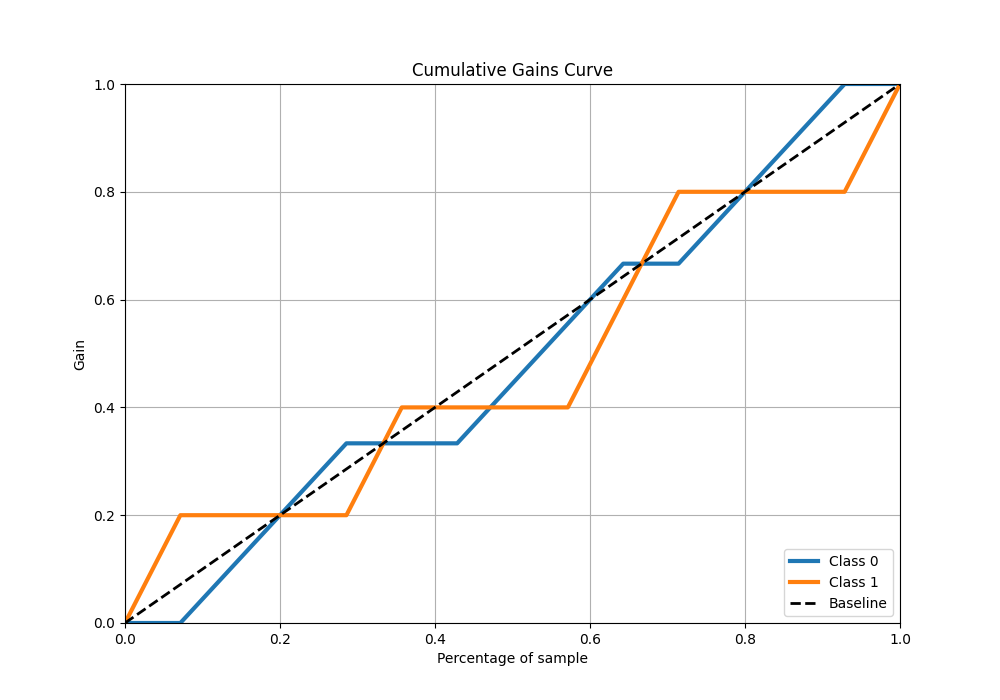 Cumulative Gains Curve
1.0
0.8
0.6
0.4
0.2
0.0
Gain
0.0 0.2 0.4 0.6 0.8 1.0
Percentage of sample
Class 0
Class 1
Baseline